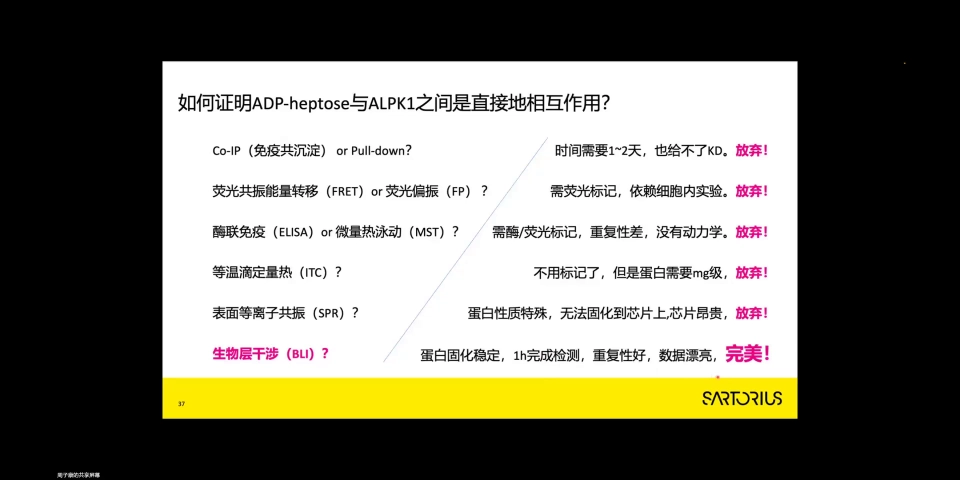 如何证明ADP-heptose与ALPK1之间是直接地相互作用？
Co-IP（免疫共沉淀） or Pull-down？ 时间需要1~2天，也给不了KD。放弃！
荧光共振能量转移（FRET）or 荧光偏振（FP）？ 需荧光标记，依赖细胞内实验。放弃！
酶联免疫（ELISA）or 微量热泳动（MST）？ 需酶/荧光标记，重复性差，没有动力学。放弃！
等温滴定量热（ITC）？ 不用标记了，但是蛋白需要mg级，放弃！
表面等离子共振（SPR）？ 蛋白性质特殊，无法固化到芯片上,芯片昂贵，放弃！
生物层干涉（BLI）？ 蛋白固化稳定，1h完成检测，重复性好，数据漂亮，完美！
37
SARTORIUS